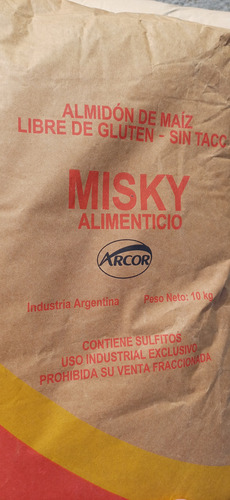 ALMIDÓN DE MAÍZ
LIBRE DE GLUTEN - SIN TACC
MISKY
ALIMENTICIO
ARCOR
Industria Argentina Peso Neto: 10 kg
CONTIENE SULFITOS
USO INDUSTRIAL EXCLUSIVO
PROHIBIDA SU VENTA FRACCIONADA